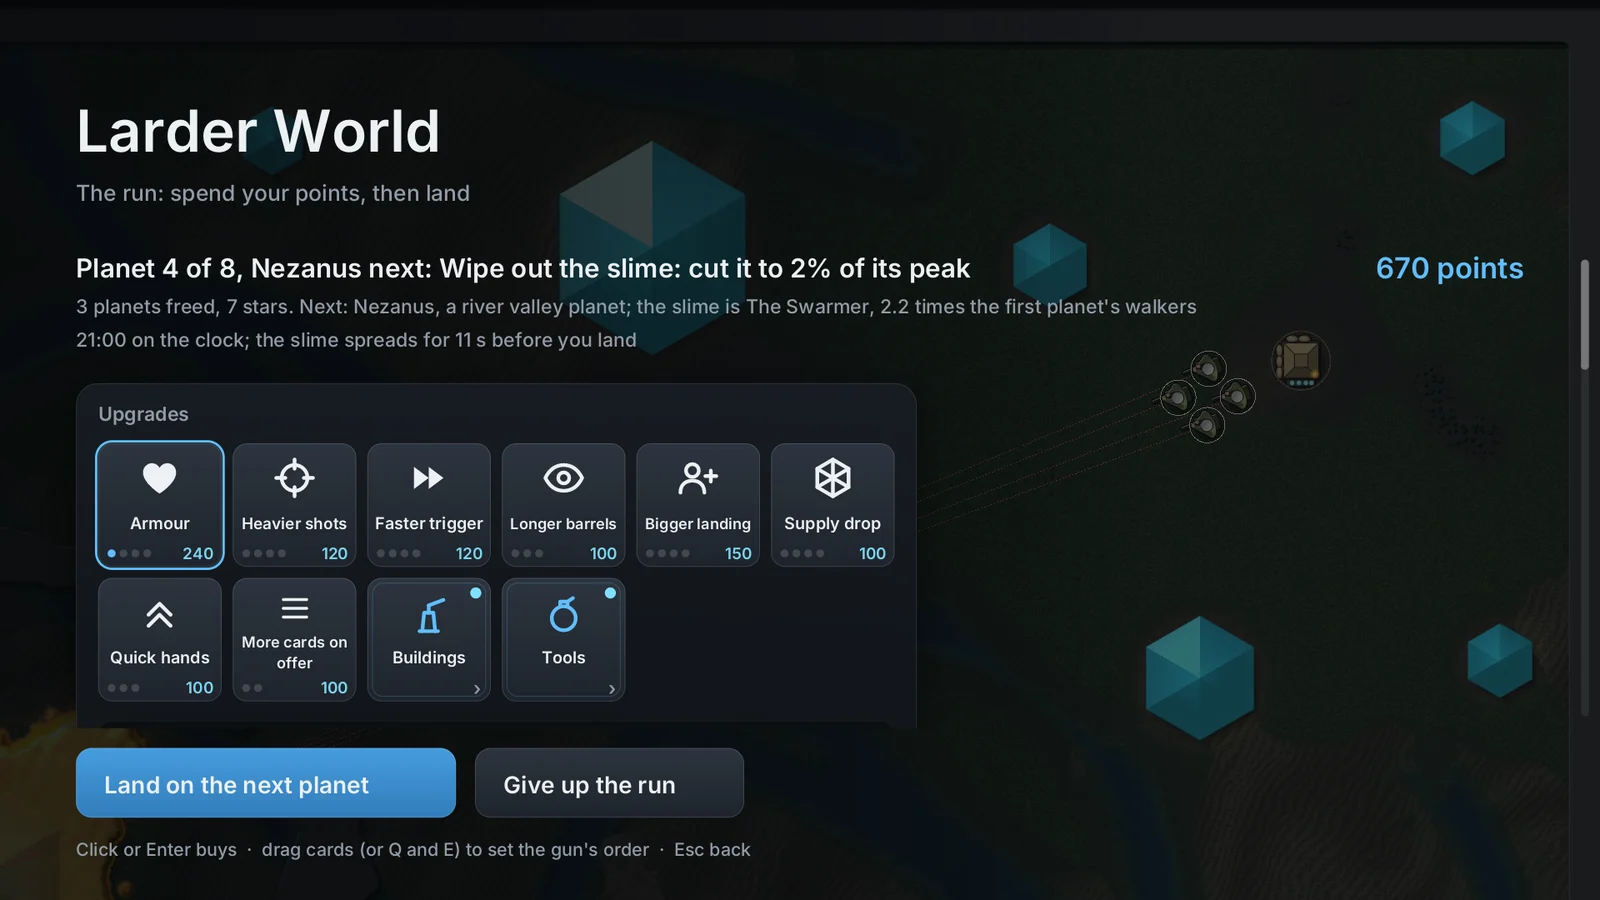 Larder World
The run: spend your points, then land
Planet 4 of 8, Nezanus next: Wipe out the slime: cut it to 2% of its peak
670 points
3 planets freed, 7 stars. Next: Nezanus, a river valley planet; the slime is The Swarmer, 2.2 times the first planet's walkers
21:00 on the clock; the slime spreads for 11 s before you land
Upgrades
Armour
240
Heavier shots
120
Faster trigger
120
Longer barrels
100
Bigger landing
150
Supply drop
100
Quick hands
100
More cards on
offer
100
Buildings
Tools
Land on the next planet
Give up the run
Click or Enter buys · drag cards (or Q and E) to set the gun's order · Esc back